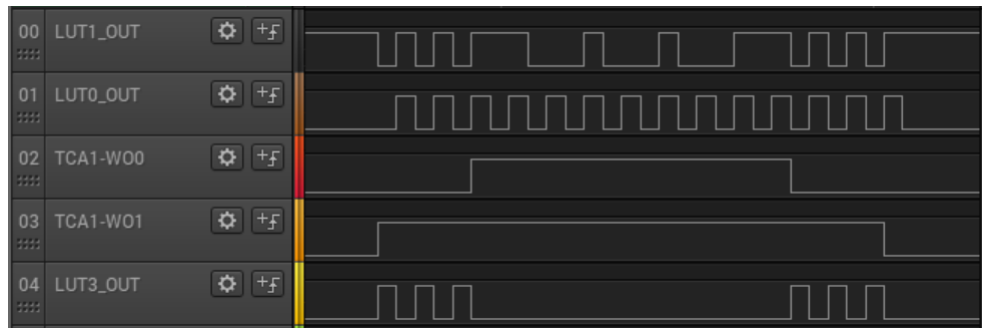 00 LUT1_OUT
01 LUT0_OUT
02 TCA1-WO0
03 TCA1-WO1
04 LUT3_OUT